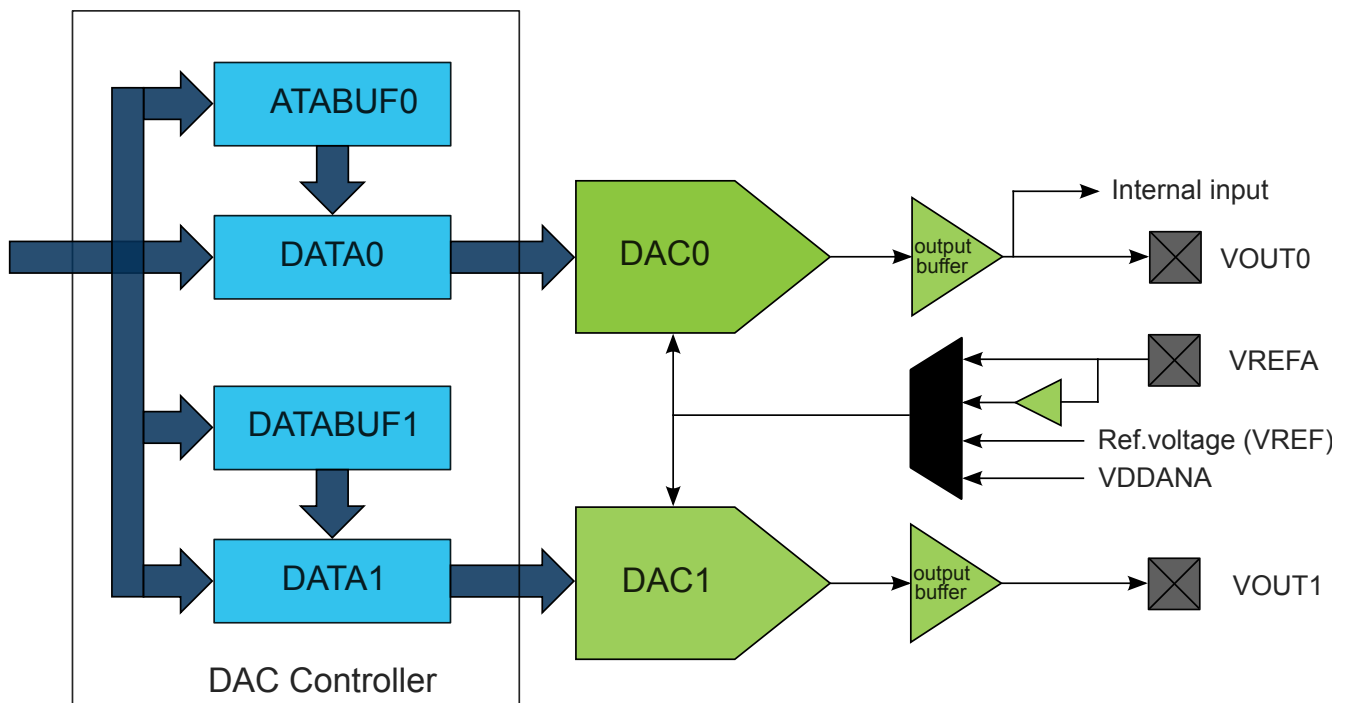 ATABUF0
Internal input
DATA0
DAC0
output
buffer
VOUT0
VREFA
DATABUF1
Ref.voltage (VREF)
VDDANA
DATA1
DAC1
output
buffer
VOUT1
DAC Controller